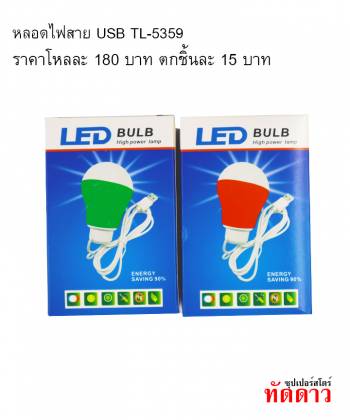 หลอดไฟสาย USB TL-5359
ราคาโหลละ 180 บาท ตกชิ้นละ 15 บาท
LED BULB
High power lamp
ENERGY
SAVING 90%
LED BULB
High power lamp
ENERGY
SAVING 90%
ซุปเปอร์สโตร์
ทัดดาว